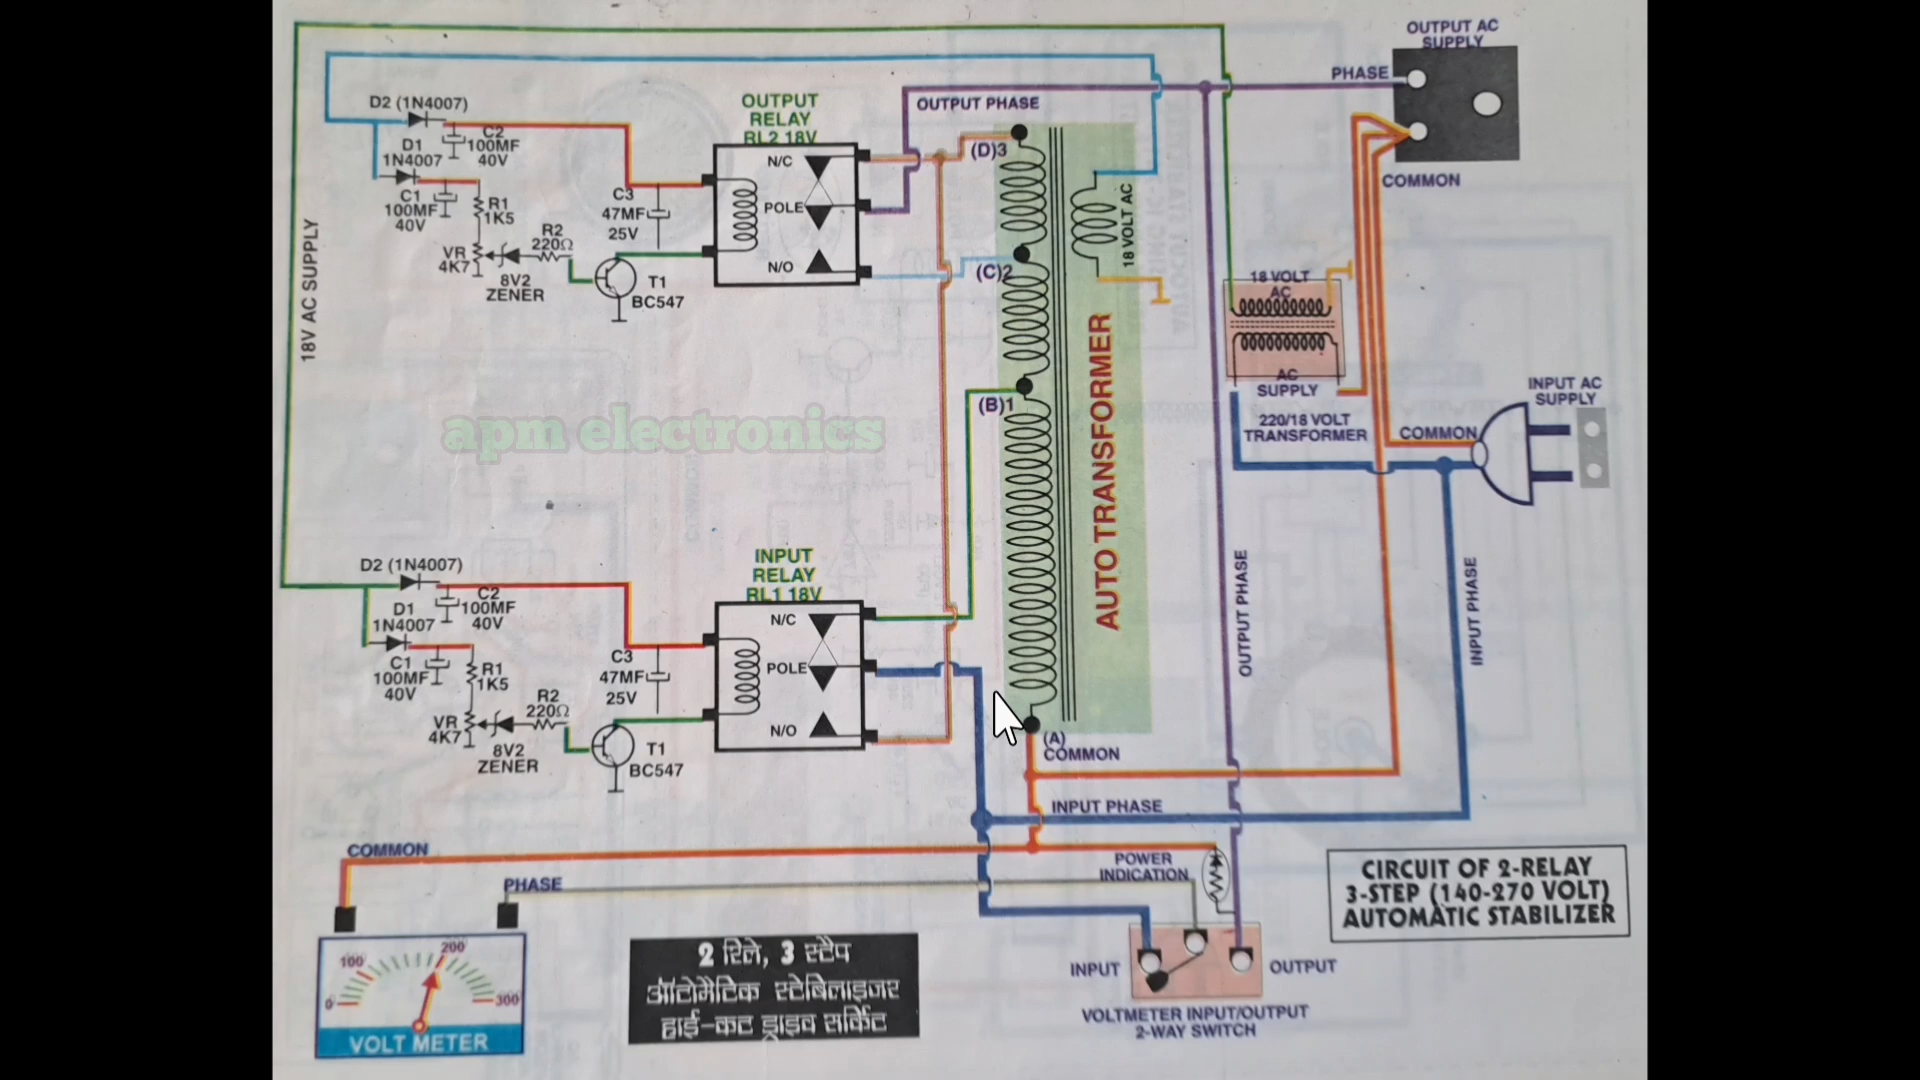 OUTPUT AC
SUPPLY
PHASE
COMMON
D2 (1N4007)
C2
100MF
40V
D1
1N4007
C1
100MF
40V
R1
1K5
VR
4K7
8V2
ZENER
R2
220Ω
C3
47MF
25V
T1
BC547
OUTPUT
RELAY
RL2 18V
N/C
POLE
N/O
OUTPUT PHASE
(D)3
(C)2
(B)1
18 VOLT AC
AUTO TRANSFORMER
18V AC SUPPLY
18 VOLT
AC
AC
SUPPLY
220/18 VOLT
TRANSFORMER
INPUT AC
SUPPLY
COMMON
apm electronics
OUTPUT PHASE
INPUT PHASE
D2 (1N4007)
C2
100MF
40V
D1
1N4007
C1
100MF
40V
R1
1K5
VR
4K7
8V2
ZENER
R2
220Ω
C3
47MF
25V
T1
BC547
INPUT
RELAY
RL1 18V
N/C
POLE
N/O
(A)
COMMON
INPUT PHASE
COMMON
PHASE
POWER
INDICATION
INPUT
OUTPUT
VOLTMETER INPUT/OUTPUT
2-WAY SWITCH
0
100
200
300
VOLT METER
2 रिले, 3 स्टैप
ऑटोमैटिक स्टेबिलाइजर
हाई-कट ड्राइव सर्किट
CIRCUIT OF 2-RELAY
3-STEP (140-270 VOLT)
AUTOMATIC STABILIZER